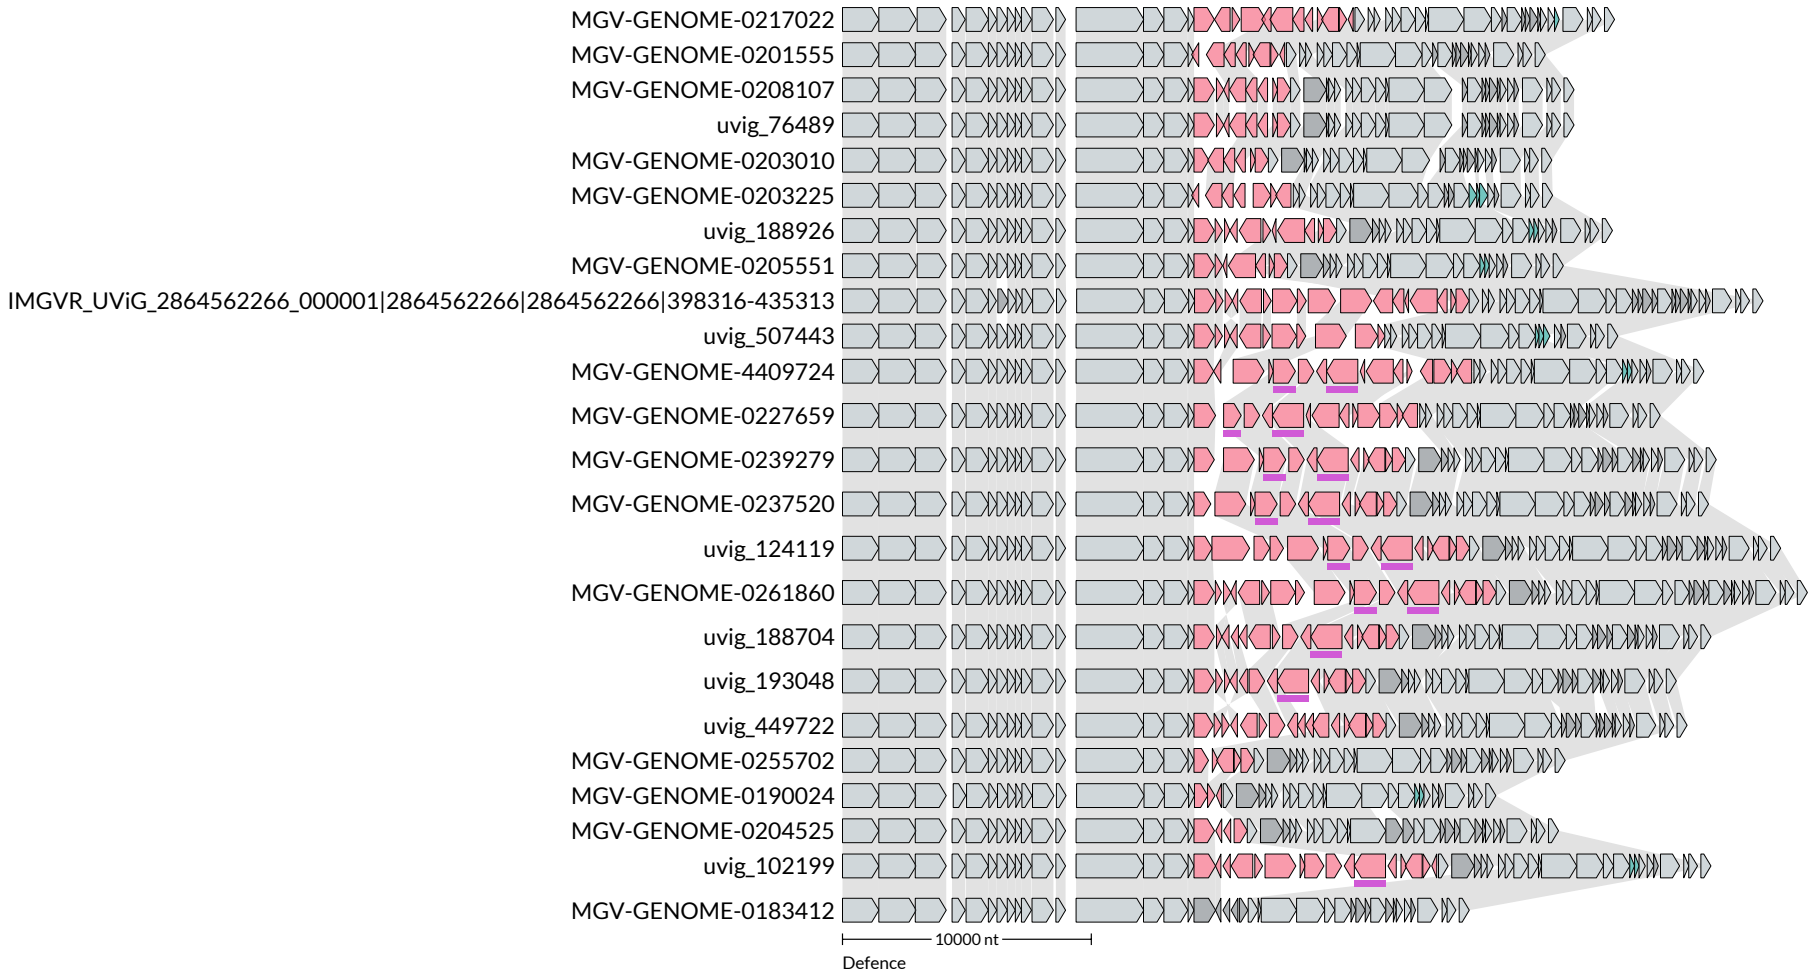 MGV-GENOME-0217022
MGV-GENOME-0201555
MGV-GENOME-0208107
uvig_76489
MGV-GENOME-0203010
MGV-GENOME-0203225
uvig_188926
MGV-GENOME-0205551
IMGVR_UViG_2864562266_000001|2864562266|2864562266|398316-435313
uvig_507443
MGV-GENOME-4409724
MGV-GENOME-0227659
MGV-GENOME-0239279
MGV-GENOME-0237520
uvig_124119
MGV-GENOME-0261860
uvig_188704
uvig_193048
uvig_449722
MGV-GENOME-0255702
MGV-GENOME-0190024
MGV-GENOME-0204525
uvig_102199
MGV-GENOME-0183412
10000 nt
Defence